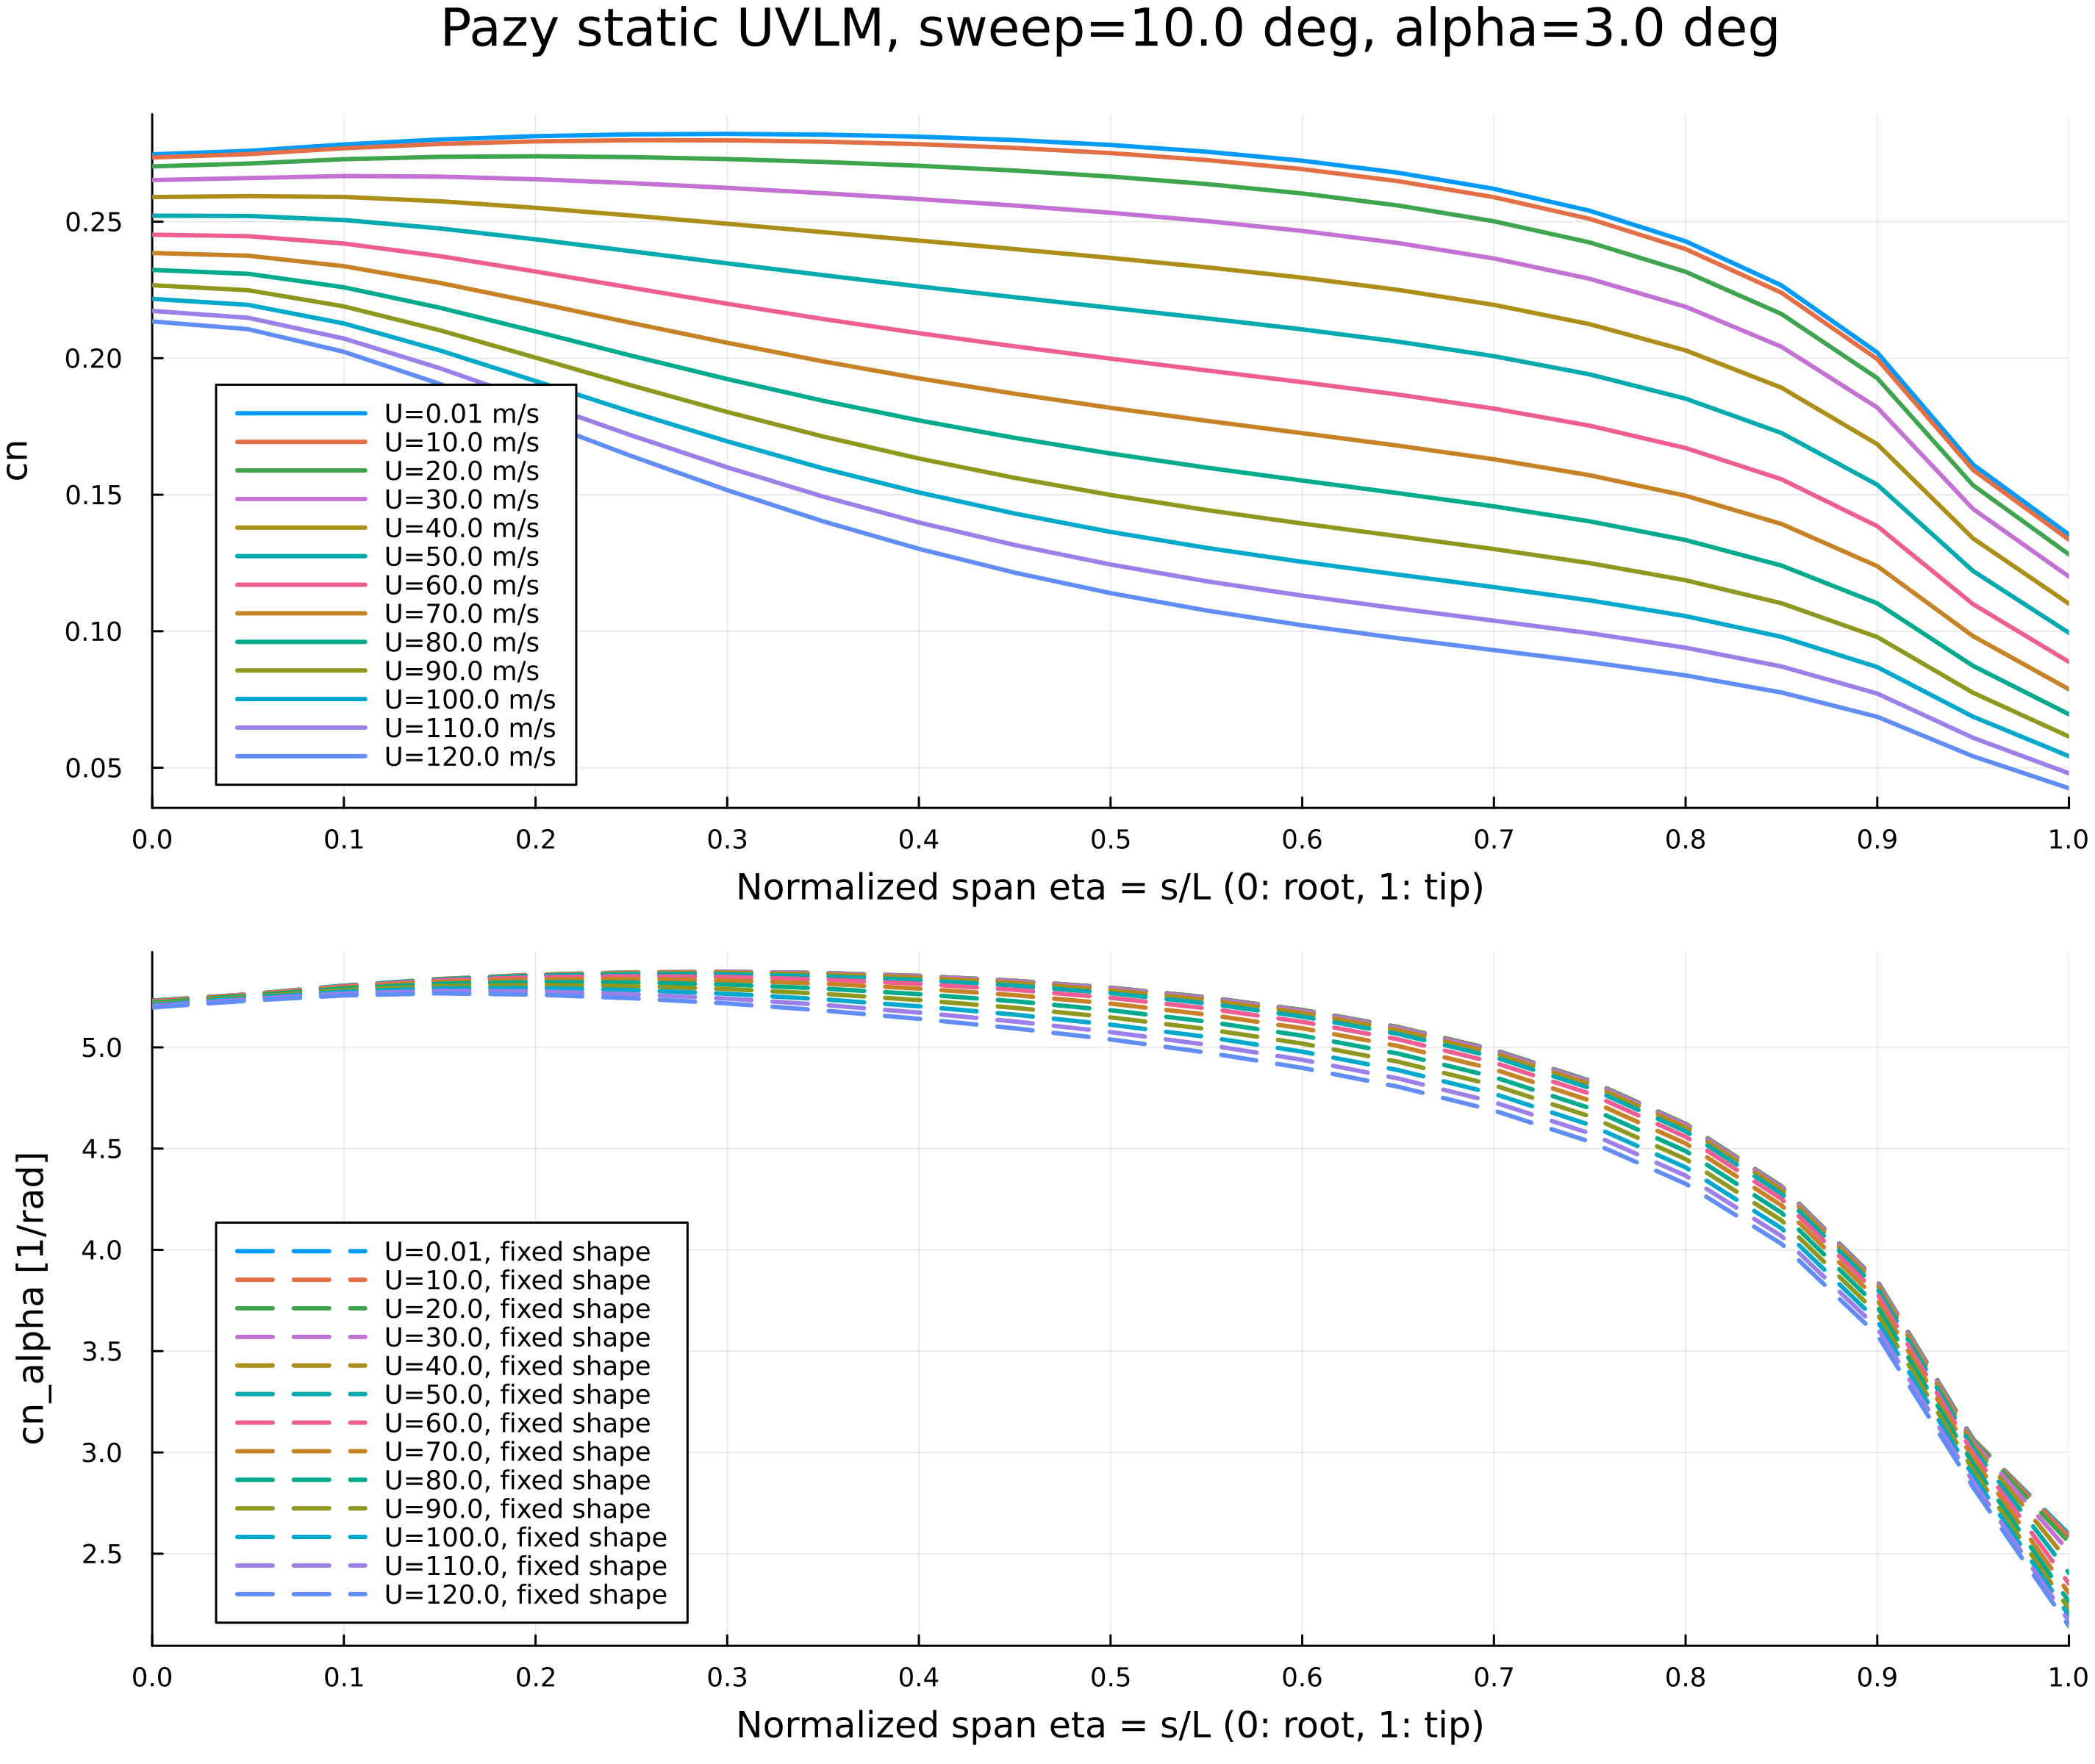 Pazy static UVLM, sweep=10.0 deg, alpha=3.0 deg
cn
0.25
0.20
0.15
0.10
0.05
U=0.01 m/s
U=10.0 m/s
U=20.0 m/s
U=30.0 m/s
U=40.0 m/s
U=50.0 m/s
U=60.0 m/s
U=70.0 m/s
U=80.0 m/s
U=90.0 m/s
U=100.0 m/s
U=110.0 m/s
U=120.0 m/s
0.0 0.1 0.2 0.3 0.4 0.5 0.6 0.7 0.8 0.9 1.0
Normalized span eta = s/L (0: root, 1: tip)
cn_alpha [1/rad]
5.0
4.5
4.0
3.5
3.0
2.5
U=0.01, fixed shape
U=10.0, fixed shape
U=20.0, fixed shape
U=30.0, fixed shape
U=40.0, fixed shape
U=50.0, fixed shape
U=60.0, fixed shape
U=70.0, fixed shape
U=80.0, fixed shape
U=90.0, fixed shape
U=100.0, fixed shape
U=110.0, fixed shape
U=120.0, fixed shape
0.0 0.1 0.2 0.3 0.4 0.5 0.6 0.7 0.8 0.9 1.0
Normalized span eta = s/L (0: root, 1: tip)